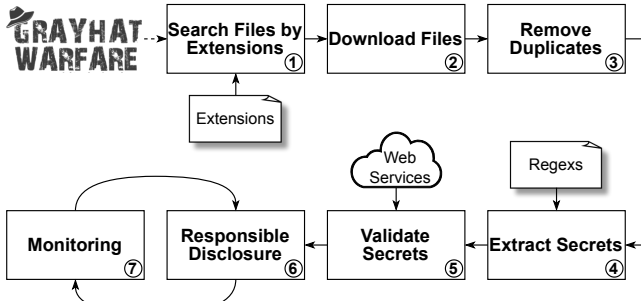 GRAYHAT
WARFARE
Search Files by
Extensions
①
Download Files
②
Remove
Duplicates
③
Extensions
Web
Services
Regexs
Monitoring
⑦
Responsible
Disclosure
⑥
Validate
Secrets
⑤
Extract Secrets
④